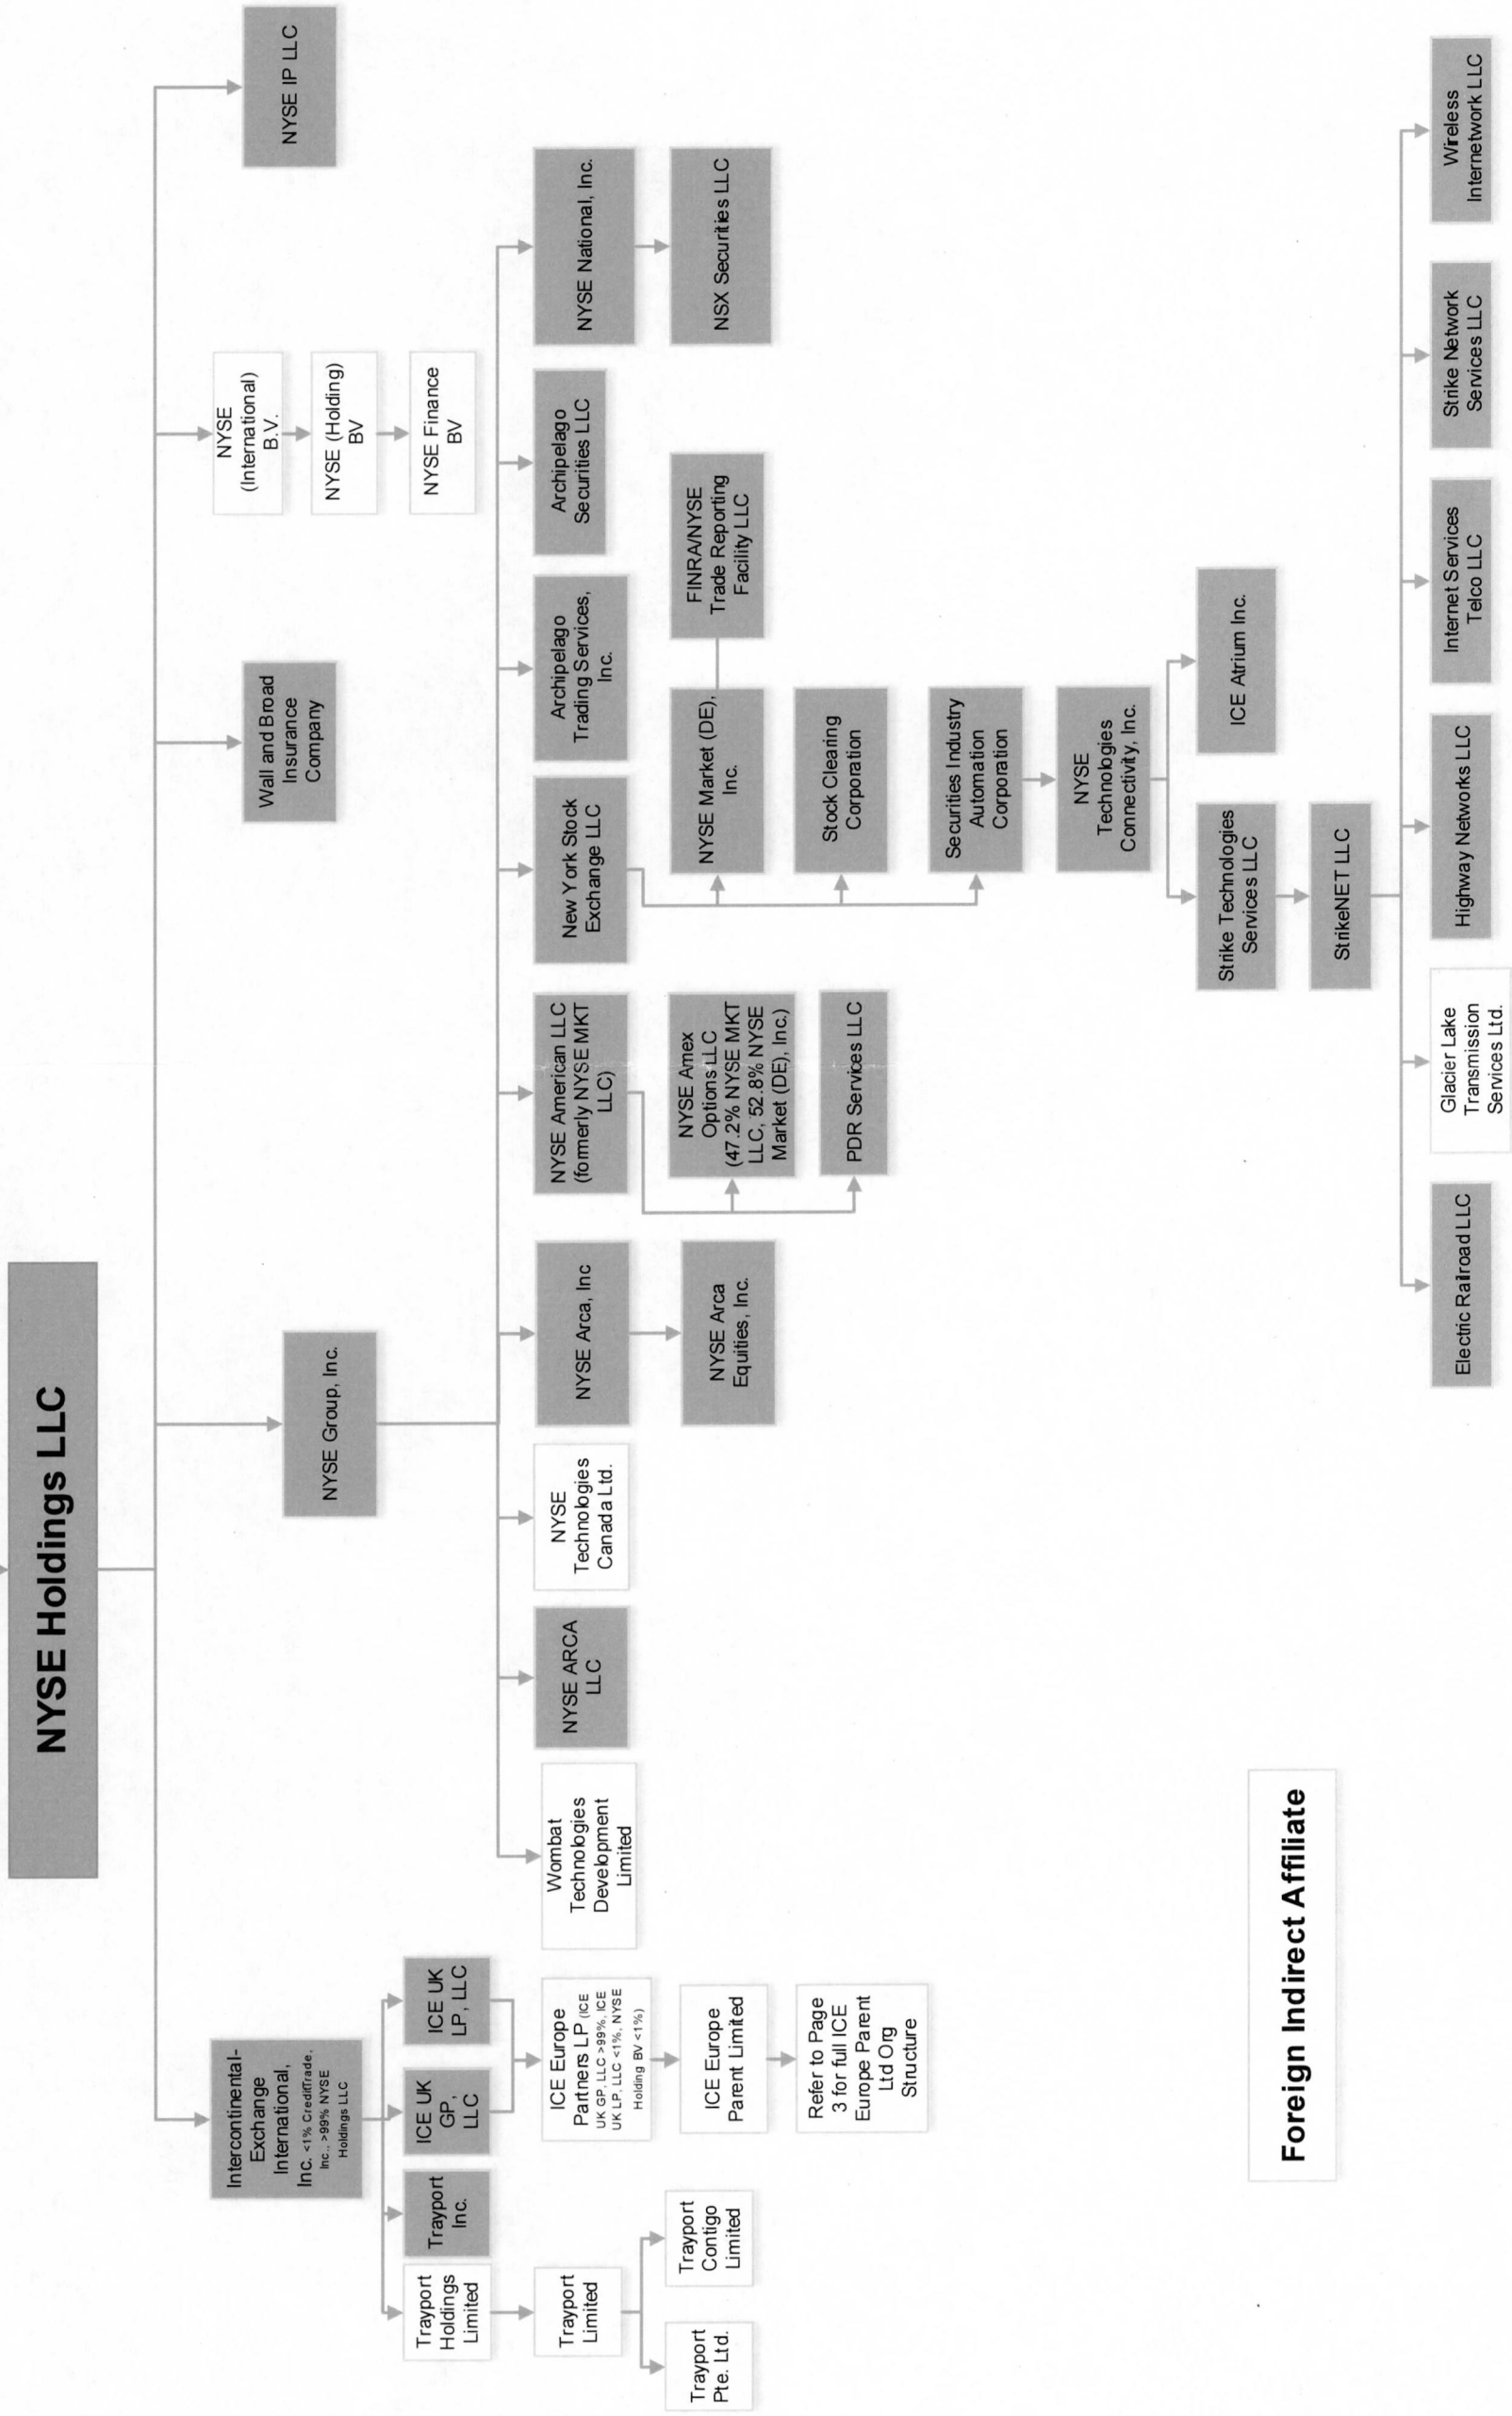 NYSE Holdings LLC
Intercontinental-
Exchange
International,
Inc. <1% CreditTrade,
Inc., >99% NYSE
Holdings LLC
NYSE Group, Inc.
Wall and Broad
Insurance
Company
NYSE
(International)
B.V.
NYSE IP LLC
NYSE (Holding)
BV
NYSE Finance
BV
Trayport
Holdings
Limited
Trayport
Inc.
ICE UK
GP,
LLC
ICE UK
LP, LLC
Trayport
Limited
ICE Europe
Partners LP (ICE
UK GP, LLC >99%, ICE
UK LP, LLC <1%, NYSE
Holding BV <1%)
Wombat
Technologies
Development
Limited
NYSE ARCA
LLC
NYSE
Technologies
Canada Ltd.
NYSE Arca, Inc
NYSE American LLC
(formerly NYSE MKT
LLC)
New York Stock
Exchange LLC
Archipelago
Trading Services,
Inc.
Archipelago
Securities LLC
NYSE National, Inc.
Trayport
Pte. Ltd.
Trayport
Contigo
Limited
ICE Europe
Parent Limited
NYSE Arca
Equities, Inc.
NYSE Amex
Options LLC
(47.2% NYSE MKT
LLC, 52.8% NYSE
Market (DE), Inc.)
NYSE Market (DE),
Inc.
FINRA/NYSE
Trade Reporting
Facility LLC
NSX Securities LLC
Refer to Page
3 for full ICE
Europe Parent
Ltd Org
Structure
PDR Services LLC
Stock Clearing
Corporation
Securities Industry
Automation
Corporation
NYSE
Technologies
Connectivity, Inc.
Strike Technologies
Services LLC
ICE Atrium Inc.
Foreign Indirect Affiliate
StrikeNET LLC
Electric Railroad LLC
Glacier Lake
Transmission
Services Ltd.
Highway Networks LLC
Internet Services
Telco LLC
Strike Network
Services LLC
Wireless
Internetwork LLC